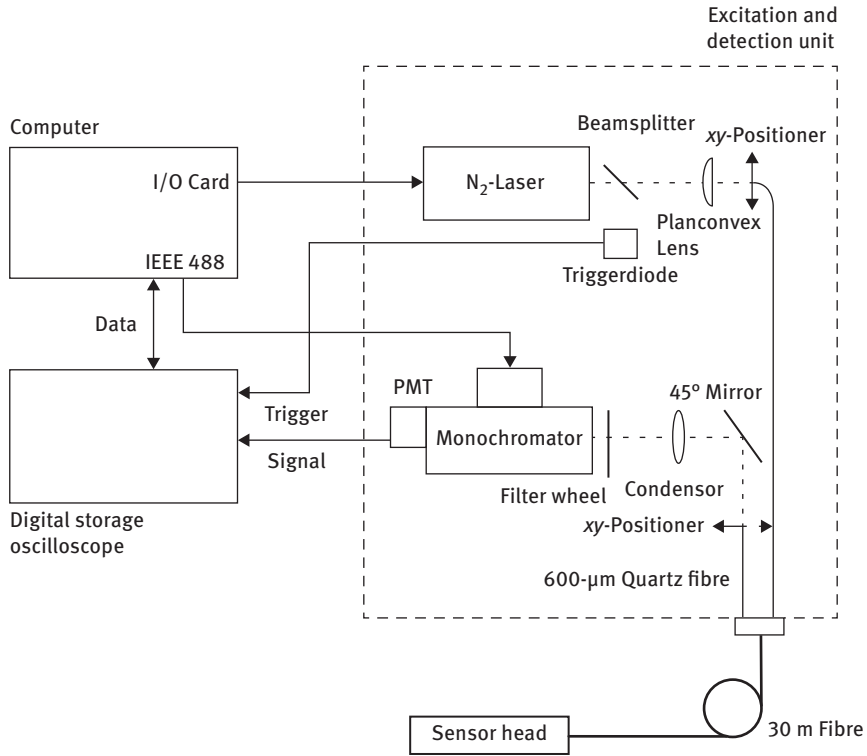 Excitation and
detection unit
Computer
I/O Card
IEEE 488
N₂-Laser
Beamsplitter
xy-Positioner
Planconvex
Lens
Triggerdiode
Data
PMT
45° Mirror
Trigger
Monochromator
Signal
Filter wheel
Condensor
Digital storage
oscilloscope
xy-Positioner
600-µm Quartz fibre
Sensor head
30 m Fibre